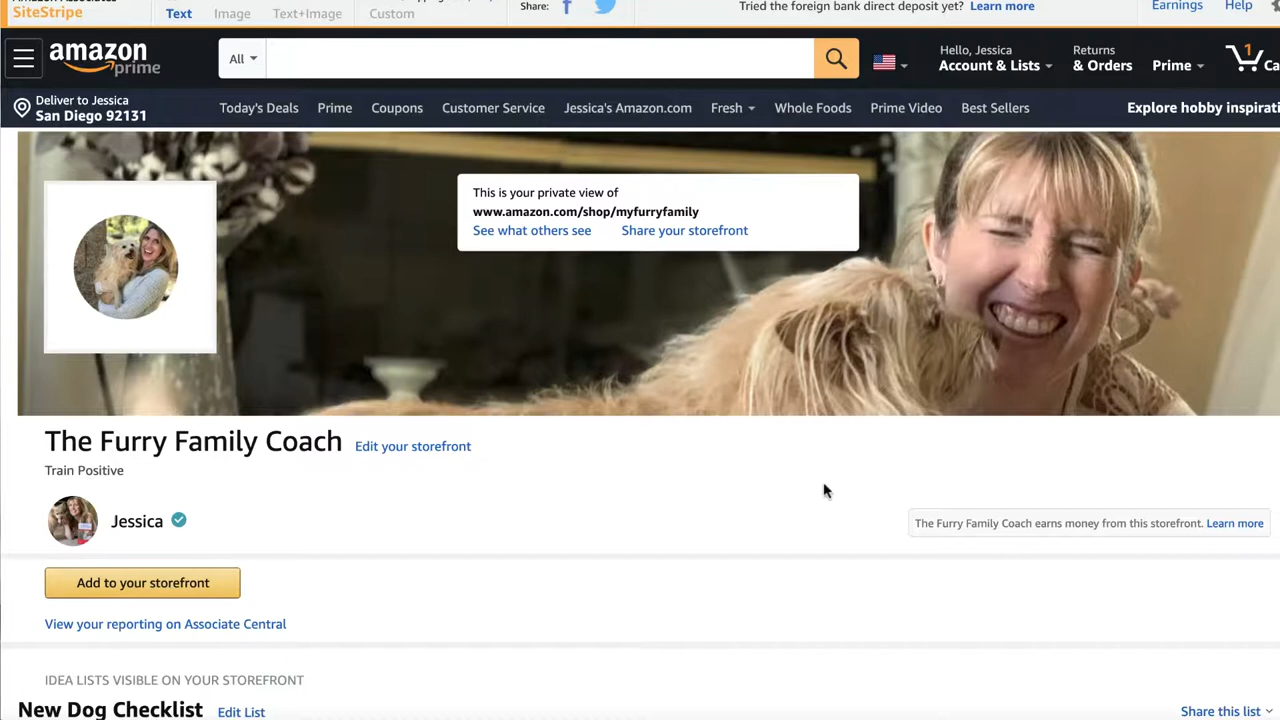 SiteStripe
Text Image Text+Image Custom
Share:
Tried the foreign bank direct deposit yet? Learn more
Earnings Help
amazon prime
All
Hello, Jessica
Account & Lists
Returns
& Orders
Prime
1
Ca
Deliver to Jessica
San Diego 92131
Today's Deals Prime Coupons Customer Service Jessica's Amazon.com Fresh Whole Foods Prime Video Best Sellers
Explore hobby inspirati
This is your private view of
www.amazon.com/shop/myfurryfamily
See what others see Share your storefront
The Furry Family Coach Edit your storefront
Train Positive
Jessica
The Furry Family Coach earns money from this storefront. Learn more
Add to your storefront
View your reporting on Associate Central
IDEA LISTS VISIBLE ON YOUR STOREFRONT
New Dog Checklist Edit List
Share this list